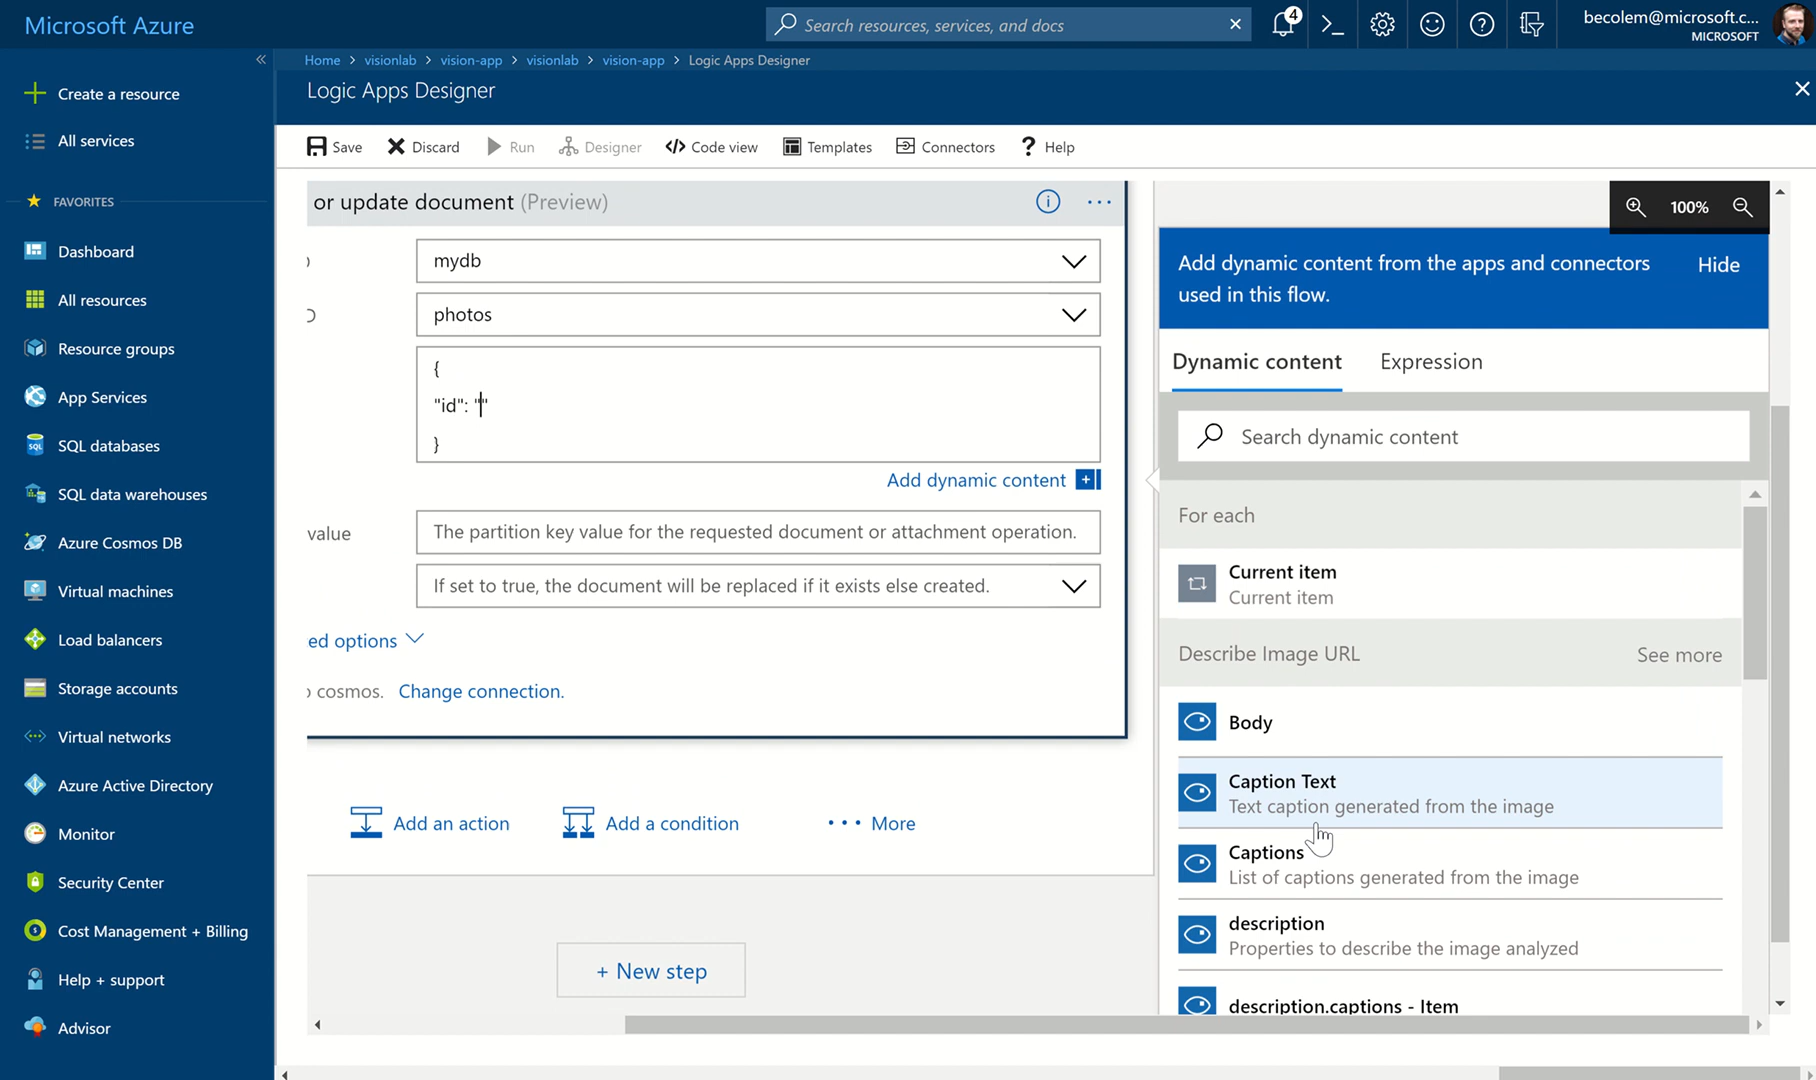 Microsoft Azure
Search resources, services, and docs
4
becolem@microsoft.c...
MICROSOFT
Home > visionlab > vision-app > visionlab > vision-app > Logic Apps Designer
Logic Apps Designer
Create a resource
All services
FAVORITES
Dashboard
All resources
Resource groups
App Services
SQL databases
SQL data warehouses
Azure Cosmos DB
Virtual machines
Load balancers
Storage accounts
Virtual networks
Azure Active Directory
Monitor
Security Center
Cost Management + Billing
Help + support
Advisor
Save
Discard
Run
Designer
Code view
Templates
Connectors
Help
or update document (Preview)
mydb
photos
{
"id": ""
}
Add dynamic content
value
The partition key value for the requested document or attachment operation.
If set to true, the document will be replaced if it exists else created.
ed options
cosmos. Change connection.
Add an action
Add a condition
More
+ New step
100%
Add dynamic content from the apps and connectors
used in this flow.
Hide
Dynamic content
Expression
Search dynamic content
For each
Current item
Current item
Describe Image URL
See more
Body
Caption Text
Text caption generated from the image
Captions
List of captions generated from the image
description
Properties to describe the image analyzed
description.captions - Item